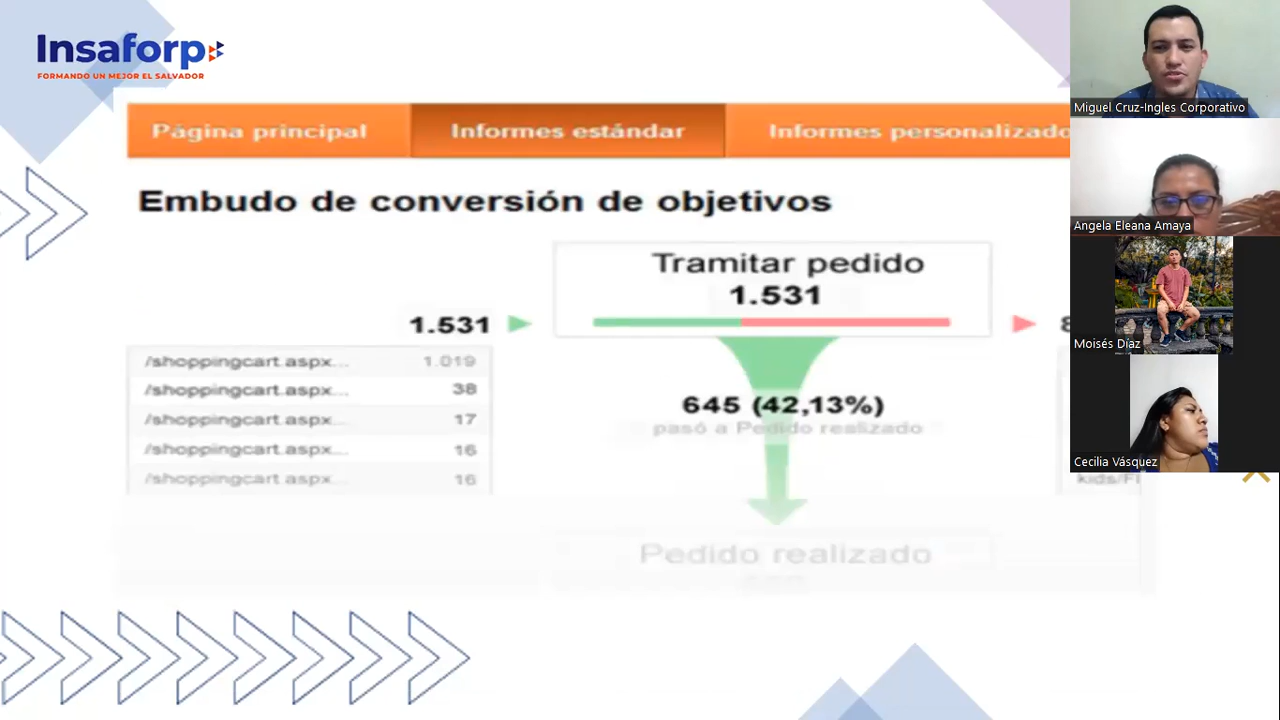 Insaforp
FORMANDO UN MEJOR EL SALVADOR
Página principal
Informes estándar
Informes personalizado
Embudo de conversión de objetivos
Tramitar pedido
1.531
1.531
8
/shoppingcart.aspx... 1.019
/shoppingcart.aspx... 38
/shoppingcart.aspx... 17
/shoppingcart.aspx... 16
/shoppingcart.aspx... 16
645 (42,13%)
pasó a Pedido realizado
kids/
Pedido realizado
Miguel Cruz-Ingles Corporativo
Angela Eleana Amaya
Moisés Díaz
Cecilia Vásquez